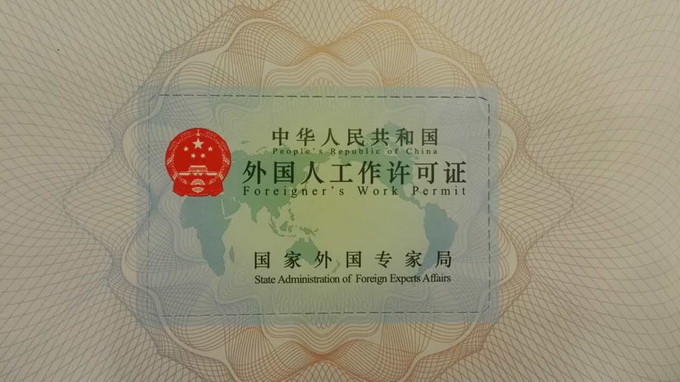 中华人民共和国
People's Republic of China
外国人工作许可证
Foreigner's Work Permit
国家外国专家局
State Administration of Foreign Experts Affairs